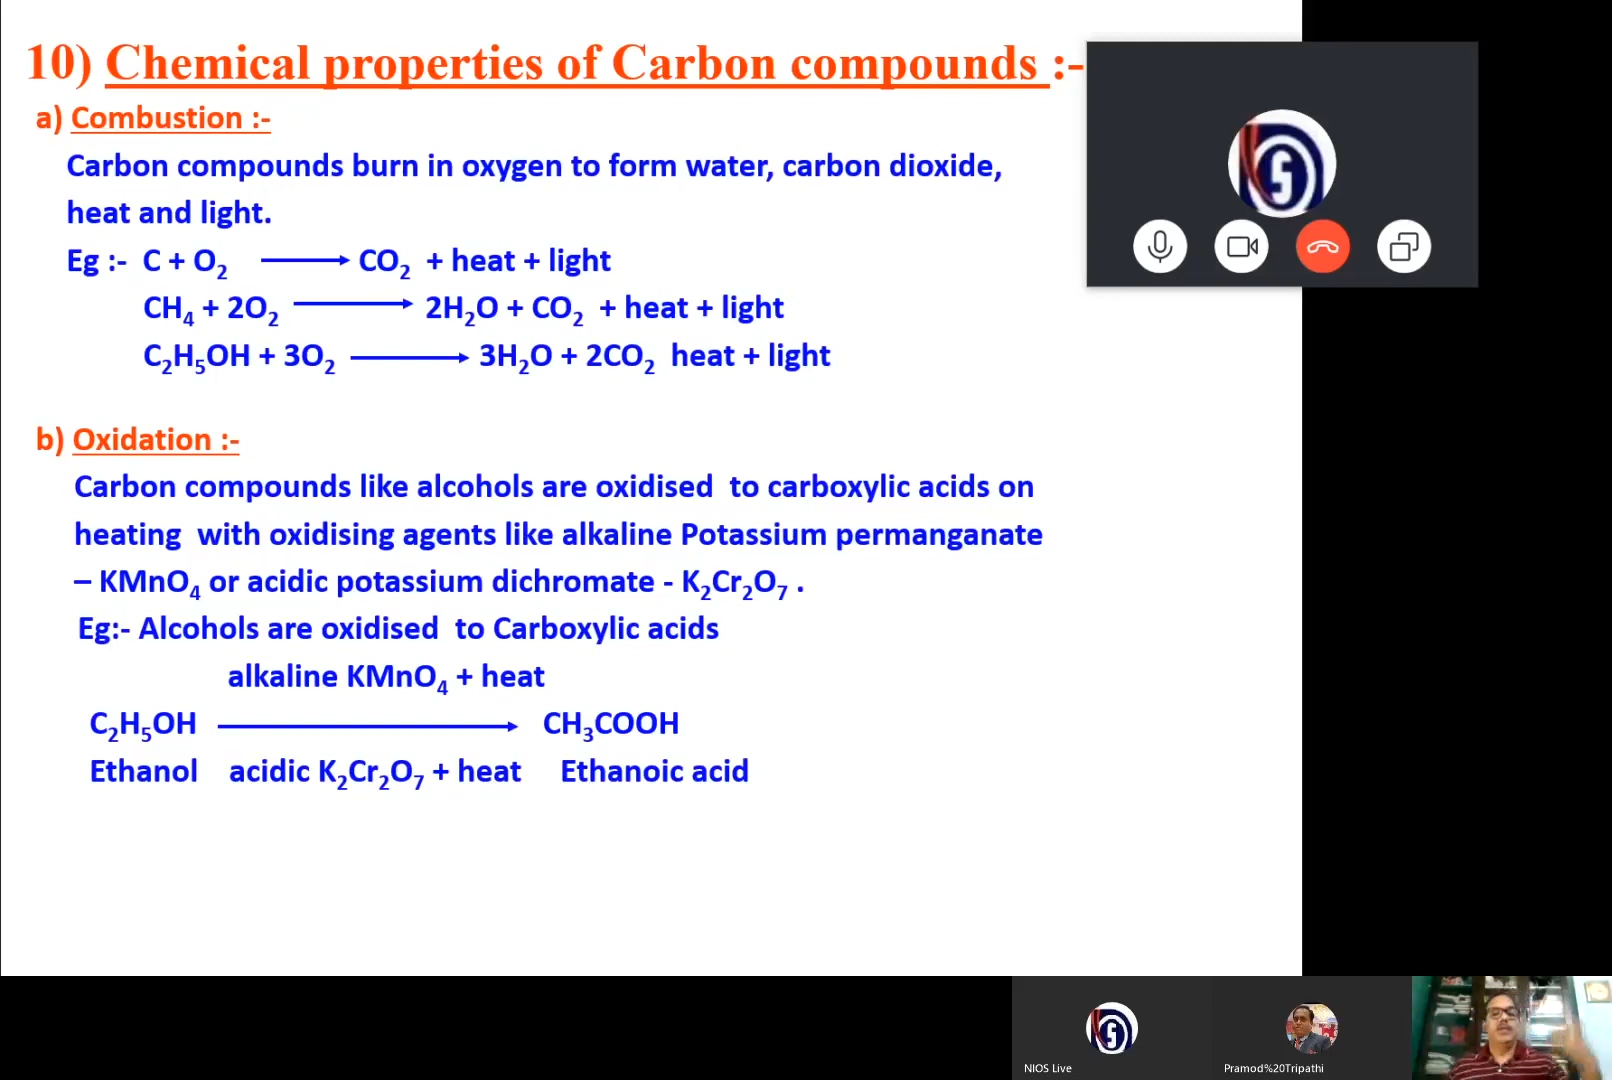 10) Chemical properties of Carbon compounds :-
a) Combustion :-
Carbon compounds burn in oxygen to form water, carbon dioxide,
heat and light.
Eg :- C + O₂ ⟶ CO₂ + heat + light
CH₄ + 2O₂ ⟶ 2H₂O + CO₂ + heat + light
C₂H₅OH + 3O₂ ⟶ 3H₂O + 2CO₂ heat + light
b) Oxidation :-
Carbon compounds like alcohols are oxidised to carboxylic acids on
heating with oxidising agents like alkaline Potassium permanganate
– KMnO₄ or acidic potassium dichromate - K₂Cr₂O₇ .
Eg:- Alcohols are oxidised to Carboxylic acids
alkaline KMnO₄ + heat
C₂H₅OH ⟶ CH₃COOH
Ethanol acidic K₂Cr₂O₇ + heat Ethanoic acid
NIOS Live
Pramod%20Tripathi